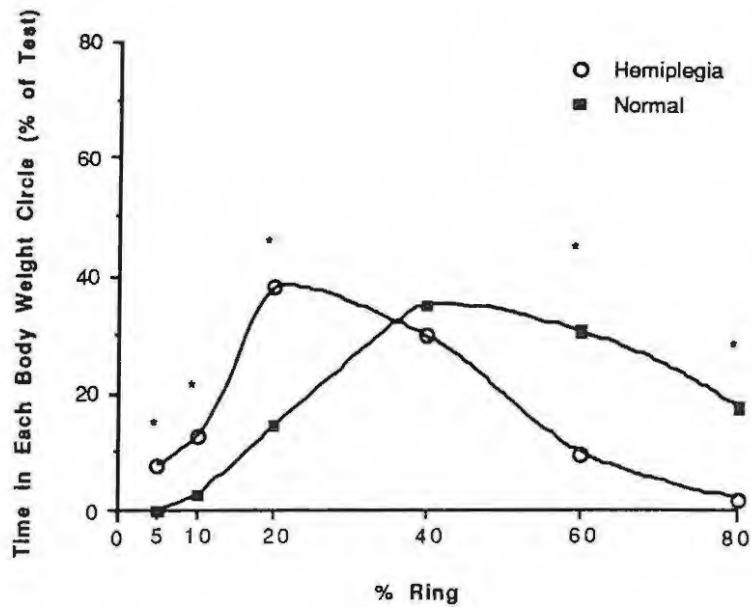 Time in Each Body Weight Circle (% of Test)
80
60
40
20
0
Hemiplegia
Normal
*
*
*
*
*
0 5 10 20 40 60 80
% Ring